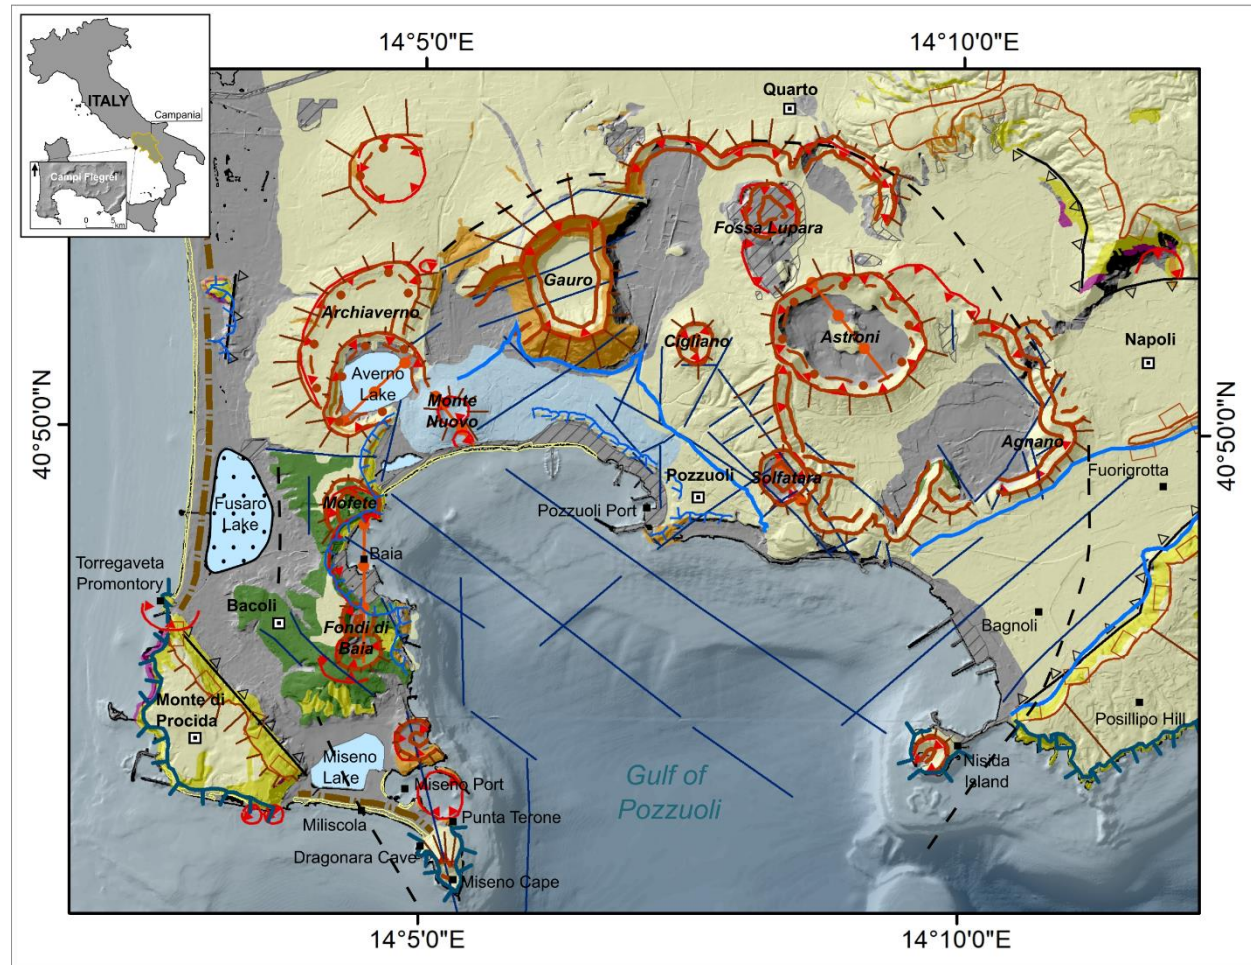 14°5'0"E
14°10'0"E
ITALY
Campania
Campi Flegrei
0 5
km
Quarto
Fossa Lupara
Gauro
Archiaverno
Astroni
Cigliano
Napoli
Averno
Lake
Monte
Nuovo
40°50'0"N
40°50'0"N
Agnano
Fuorigrotta
Solfatara
Pozzuoli
Mofete
Fusaro
Lake
Pozzuoli Port
Baia
Torregaveta
Promontory
Bacoli
Bagnoli
Fondi di
Baia
Monte di
Procida
Posillipo Hill
Miseno
Lake
Nisida
Island
Gulf of
Pozzuoli
Miseno Port
Miliscola
Punta Terone
Dragonara Cave
Miseno Cape
14°5'0"E
14°10'0"E